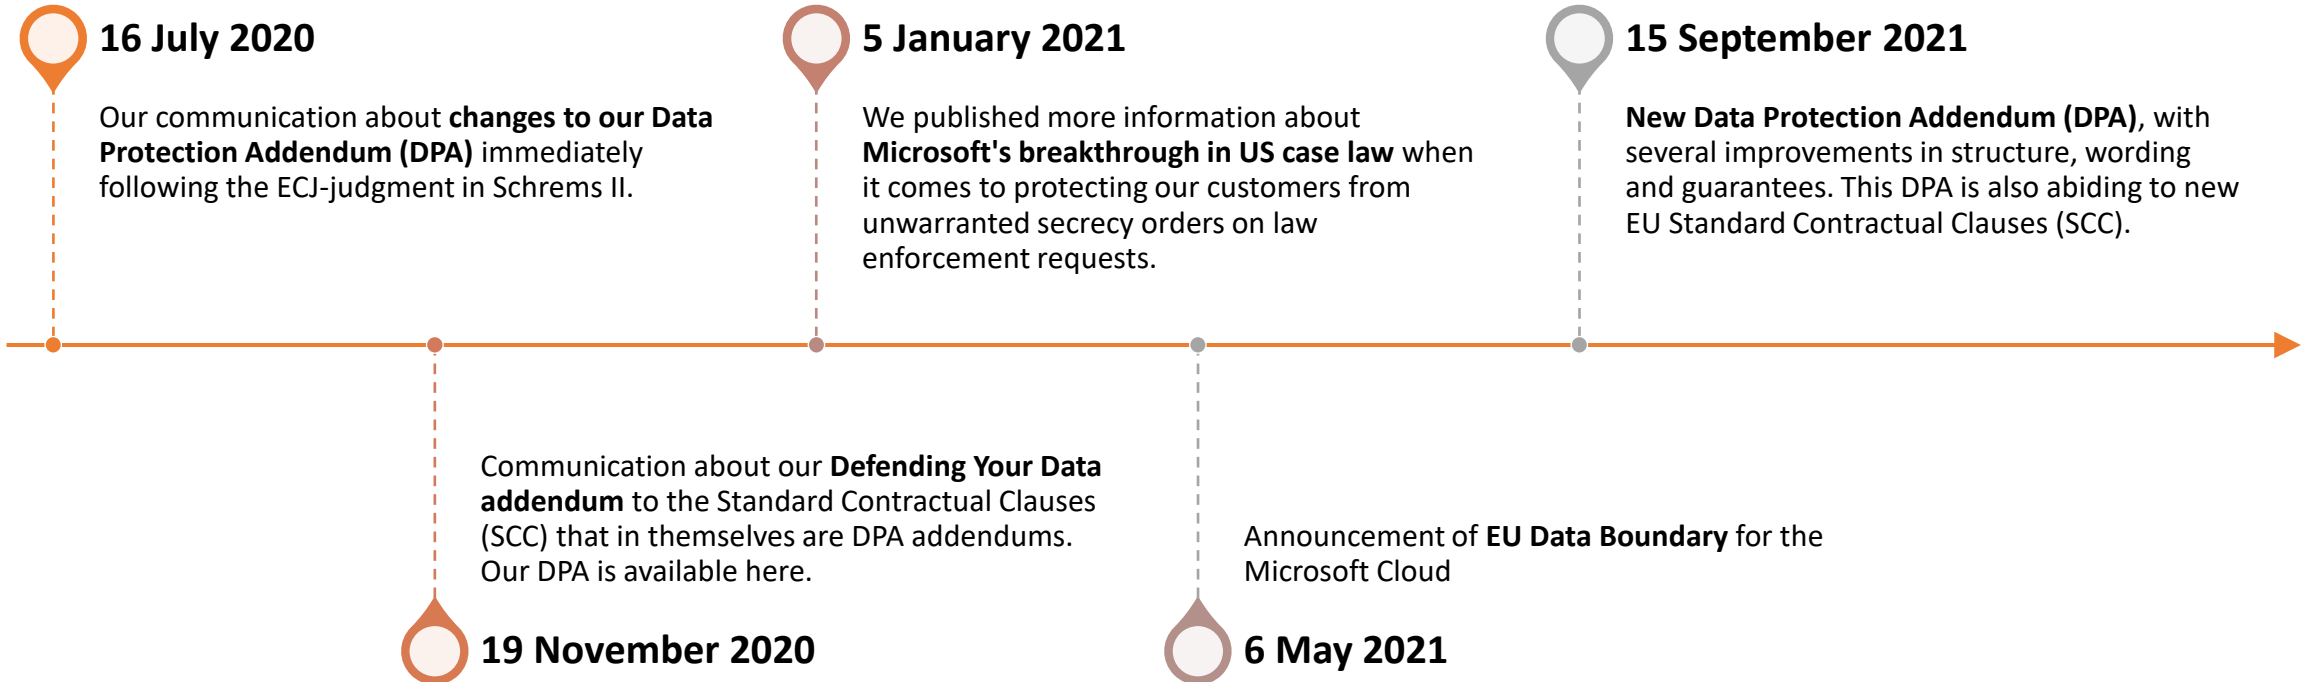 16 July 2020
Our communication about changes to our Data
Protection Addendum (DPA) immediately
following the ECJ-judgment in Schrems II.
19 November 2020
Communication about our Defending Your Data
addendum to the Standard Contractual Clauses
(SCC) that in themselves are DPA addendums.
Our DPA is available here.
5 January 2021
We published more information about
Microsoft's breakthrough in US case law when
it comes to protecting our customers from
unwarranted secrecy orders on law
enforcement requests.
6 May 2021
Announcement of EU Data Boundary for the
Microsoft Cloud
15 September 2021
New Data Protection Addendum (DPA), with
several improvements in structure, wording
and guarantees. This DPA is also abiding to new
EU Standard Contractual Clauses (SCC).